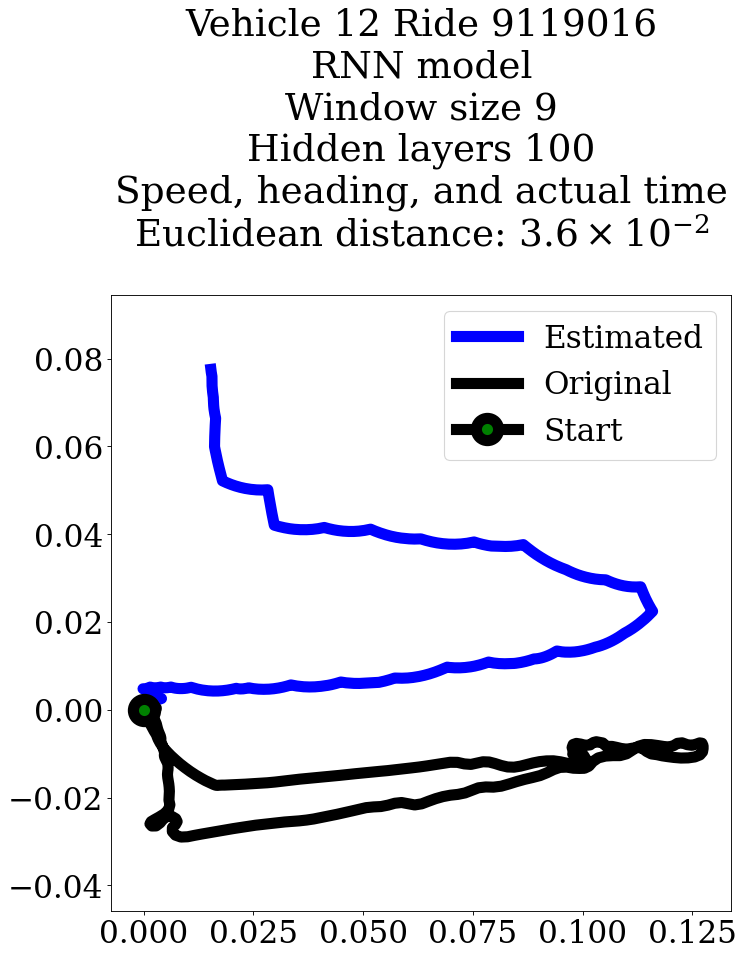 Vehicle 12 Ride 9119016
RNN model
Window size 9
Hidden layers 100
Speed, heading, and actual time
Euclidean distance: 3.6 × 10⁻²
Estimated
Original
Start
0.08
0.06
0.04
0.02
0.00
−0.02
−0.04
0.000 0.025 0.050 0.075 0.100 0.125